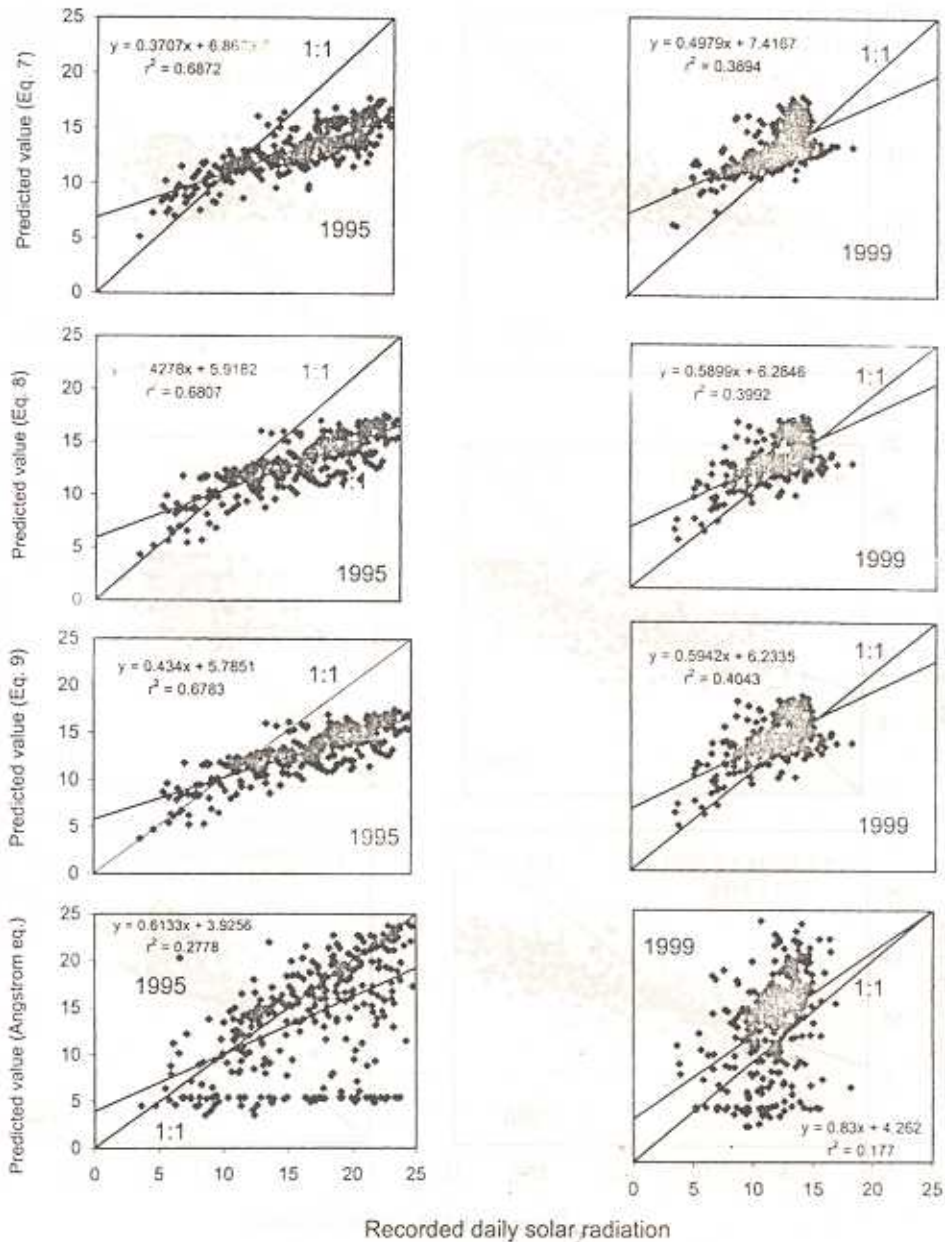 25
20
15
10
5
0
Predicted value (Eq. 7)
y = 0.3707x + 6.86
r² = 0.6872
1:1
1995
y = 0.4979x + 7.4167
r² = 0.3894
1:1
1999
25
20
15
10
5
0
Predicted value (Eq. 8)
4278x + 5.9182
r² = 0.6807
1:1
1995
y = 0.5899x + 6.2846
r² = 0.3992
1:1
1999
25
20
15
10
5
0
Predicted value (Eq. 9)
y = 0.434x + 5.7851
r² = 0.6783
1:1
1995
y = 0.5942x + 6.2335
r² = 0.4043
1:1
1999
25
20
15
10
5
0
Predicted value (Angstrom eq.)
y = 0.6133x + 3.9256
r² = 0.2778
1995
1:1
0 5 10 15 20 25
1999
1:1
y = 0.83x + 4.262
r² = 0.177
0 5 10 15 20 25
Recorded daily solar radiation